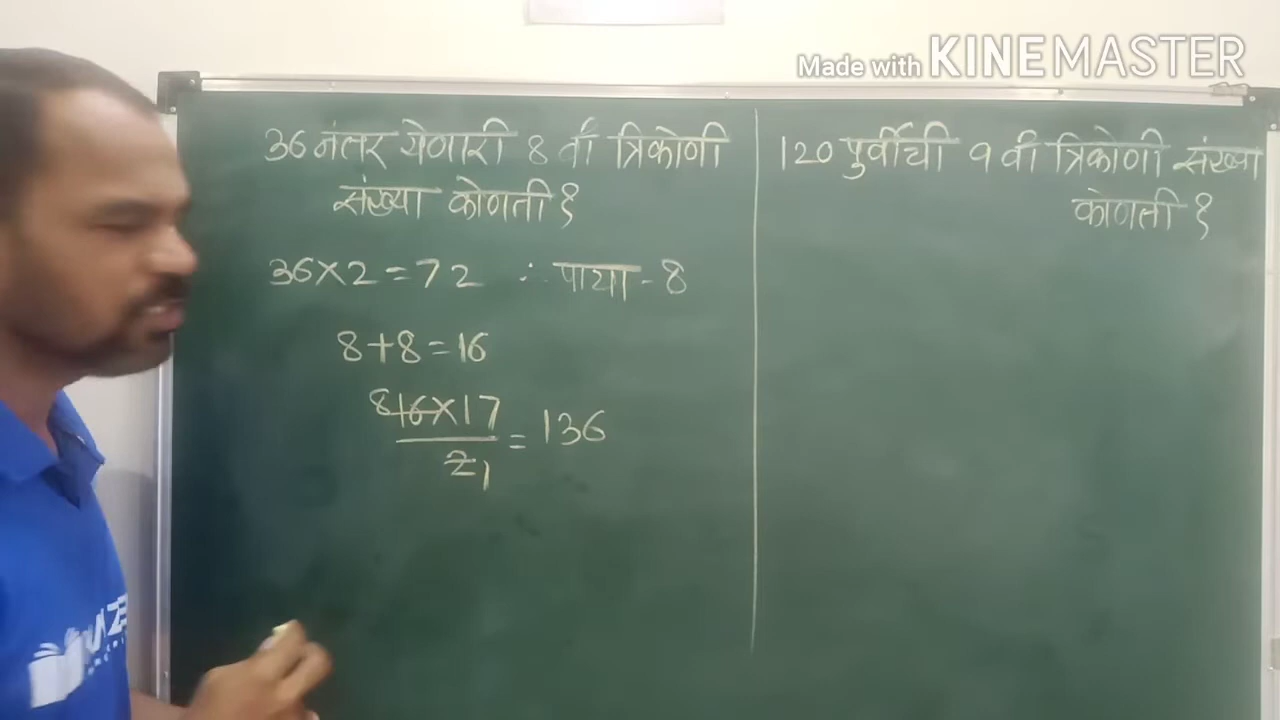 Made with KINEMASTER
36 नंतर येणारी 8 वी त्रिकोणी
संख्या कोणती ?
36 × 2 = 72 ∴ पाया - 8
8 + 8 = 16
8 16 × 17
2 1 = 136
120 पुर्वीची 9 वी त्रिकोणी संख्या
कोणती ?